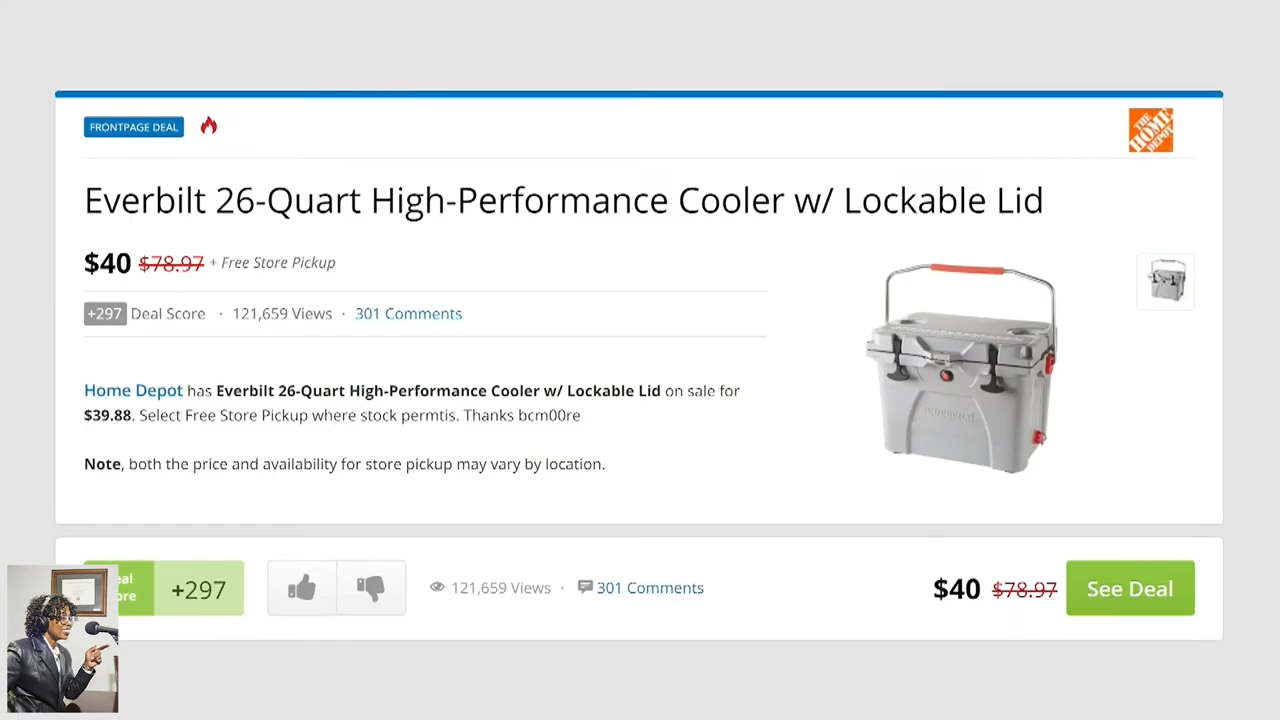 FRONTPAGE DEAL
THE
HOME
DEPOT
Everbilt 26-Quart High-Performance Cooler w/ Lockable Lid
$40 $78.97 + Free Store Pickup
+297 Deal Score · 121,659 Views · 301 Comments
Home Depot has Everbilt 26-Quart High-Performance Cooler w/ Lockable Lid on sale for
$39.88. Select Free Store Pickup where stock permtis. Thanks bcm00re
Note, both the price and availability for store pickup may vary by location.
EVERBILT
eal
ore
+297
121,659 Views · 301 Comments
$40 $78.97
See Deal